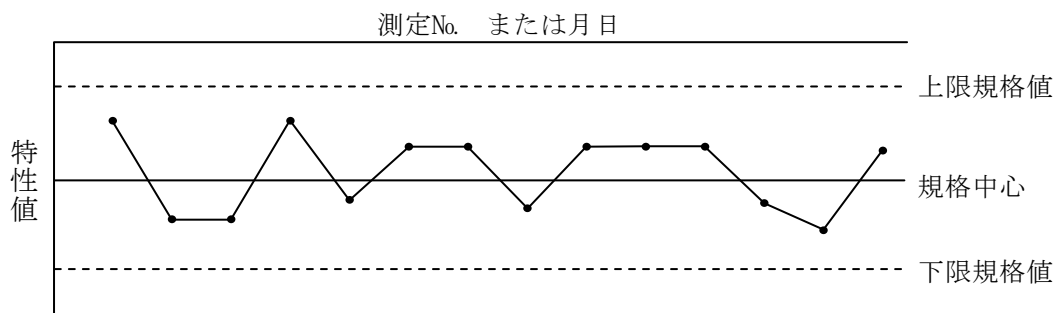 測定№ または月日
上限規格値
特性値
規格中心
下限規格値